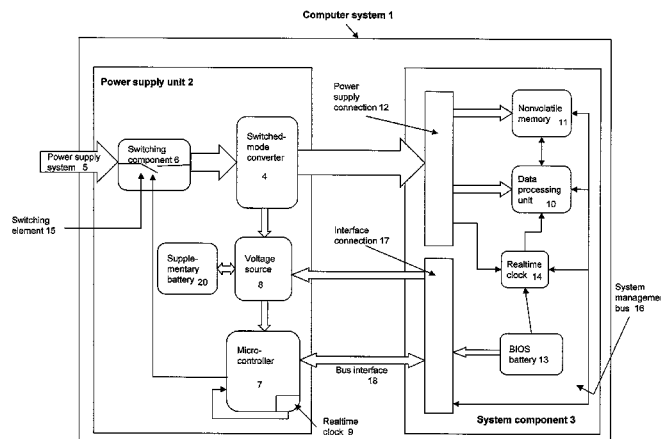 Computer system 1
Power supply unit 2
Power
supply
connection 12
Switched-
mode
converter
4
Nonvolatile
memory
11
Power supply
system 5
Switching
component 6
Data
processing
unit
10
Switching
element 15
Interface
connection 17
Supple-
mentary
battery
20
Voltage
source
8
Realtime
clock
14
System
management
bus 16
Micro-
controller
7
Bus interface
18
BIOS
battery 13
Realtime
clock 9
System component 3